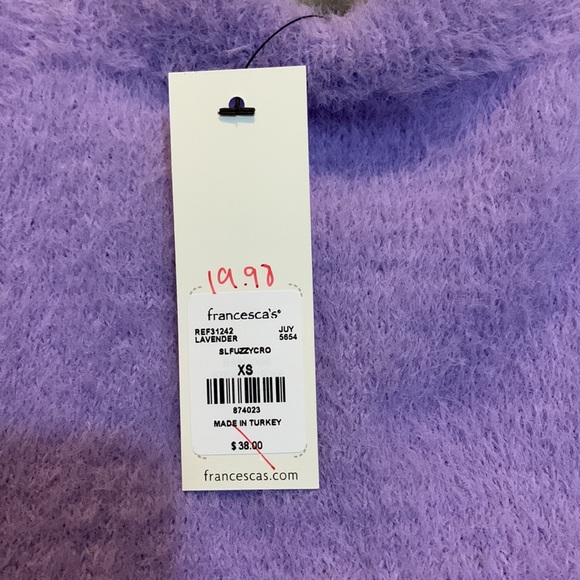 19.98
francesca's®
REF31242 JUY
LAVENDER 5654
SLFUZZYCRO
XS
874023
MADE IN TURKEY
$ 38.00
francescas.com